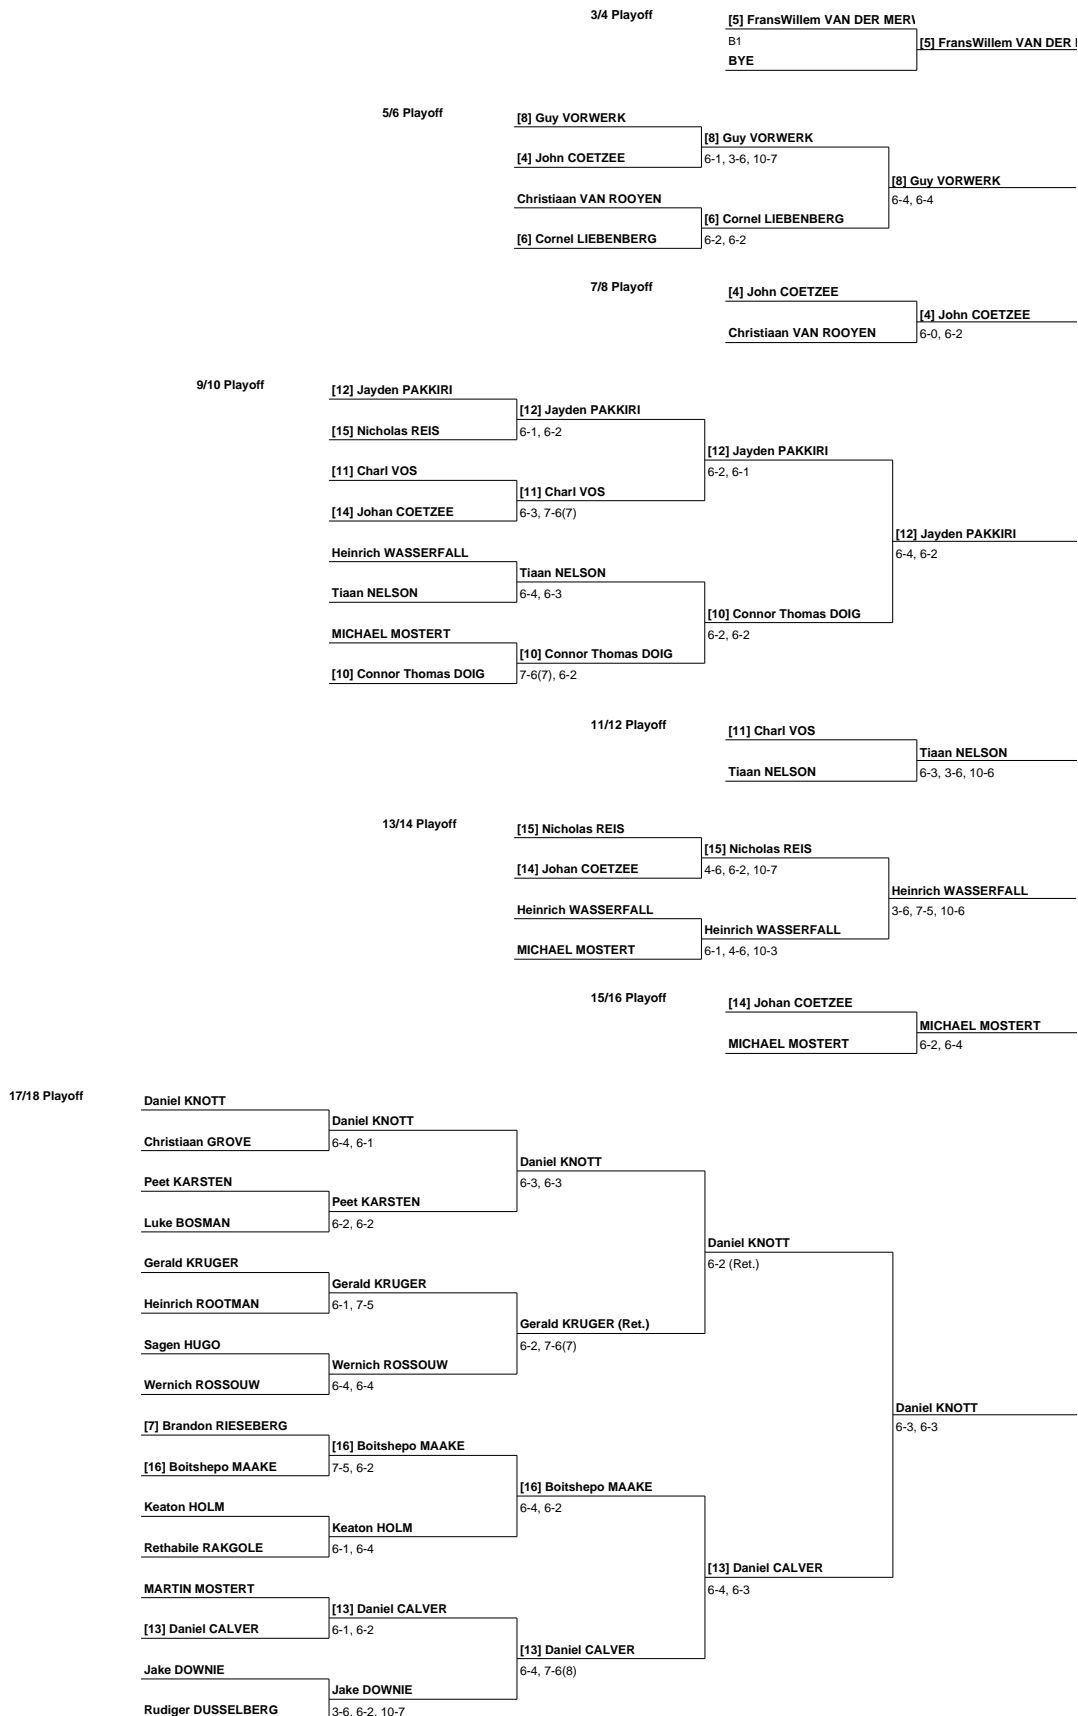 3/4 Playoff
[5] FransWillem VAN DER
B1
[5] FransWillem VAN DER
BYE
5/6 Playoff
[8] Guy VORWERK
[8] Guy VORWERK
[4] John COETZEE
6-1, 3-6, 10-7
[8] Guy VORWERK
Christiaan VAN ROOYEN
6-4, 6-4
[6] Cornel LIEBENBERG
[6] Cornel LIEBENBERG
6-2, 6-2
7/8 Playoff
[4] John COETZEE
[4] John COETZEE
Christiaan VAN ROOYEN
6-0, 6-2
9/10 Playoff
[12] Jayden PAKKIRI
[12] Jayden PAKKIRI
[15] Nicholas REIS
6-1, 6-2
[12] Jayden PAKKIRI
[11] Charl VOS
6-2, 6-1
[11] Charl VOS
[14] Johan COETZEE
6-3, 7-6(7)
[12] Jayden PAKKIRI
Heinrich WASSERFALL
6-4, 6-2
Tiaan NELSON
Tiaan NELSON
6-4, 6-3
[10] Connor Thomas DOIG
MICHAEL MOSTERT
6-2, 6-2
[10] Connor Thomas DOIG
[10] Connor Thomas DOIG
7-6(7), 6-2
11/12 Playoff
[11] Charl VOS
Tiaan NELSON
Tiaan NELSON
6-3, 3-6, 10-6
13/14 Playoff
[15] Nicholas REIS
[15] Nicholas REIS
[14] Johan COETZEE
4-6, 6-2, 10-7
Heinrich WASSERFALL
Heinrich WASSERFALL
3-6, 7-5, 10-6
Heinrich WASSERFALL
MICHAEL MOSTERT
6-1, 4-6, 10-3
15/16 Playoff
[14] Johan COETZEE
MICHAEL MOSTERT
MICHAEL MOSTERT
6-2, 6-4
17/18 Playoff
Daniel KNOTT
Daniel KNOTT
Christiaan GROVE
6-4, 6-1
Daniel KNOTT
Peet KARSTEN
6-3, 6-3
Peet KARSTEN
Luke BOSMAN
6-2, 6-2
Daniel KNOTT
Gerald KRUGER
6-2 (Ret.)
Gerald KRUGER
Heinrich ROOTMAN
6-1, 7-5
Gerald KRUGER (Ret.)
Sagen HUGO
6-2, 7-6(7)
Wernich ROSSOUW
Wernich ROSSOUW
6-4, 6-4
Daniel KNOTT
[7] Brandon RIESEBERG
6-3, 6-3
[16] Boitshepo MAAKE
[16] Boitshepo MAAKE
7-5, 6-2
[16] Boitshepo MAAKE
Keaton HOLM
6-4, 6-2
Keaton HOLM
Rethabile RAKGOLE
6-1, 6-4
[13] Daniel CALVER
MARTIN MOSTERT
6-4, 6-3
[13] Daniel CALVER
[13] Daniel CALVER
6-1, 6-2
[13] Daniel CALVER
Jake DOWNIE
6-4, 7-6(8)
Jake DOWNIE
Rudiger DUSSELBERG
3-6, 6-2, 10-7